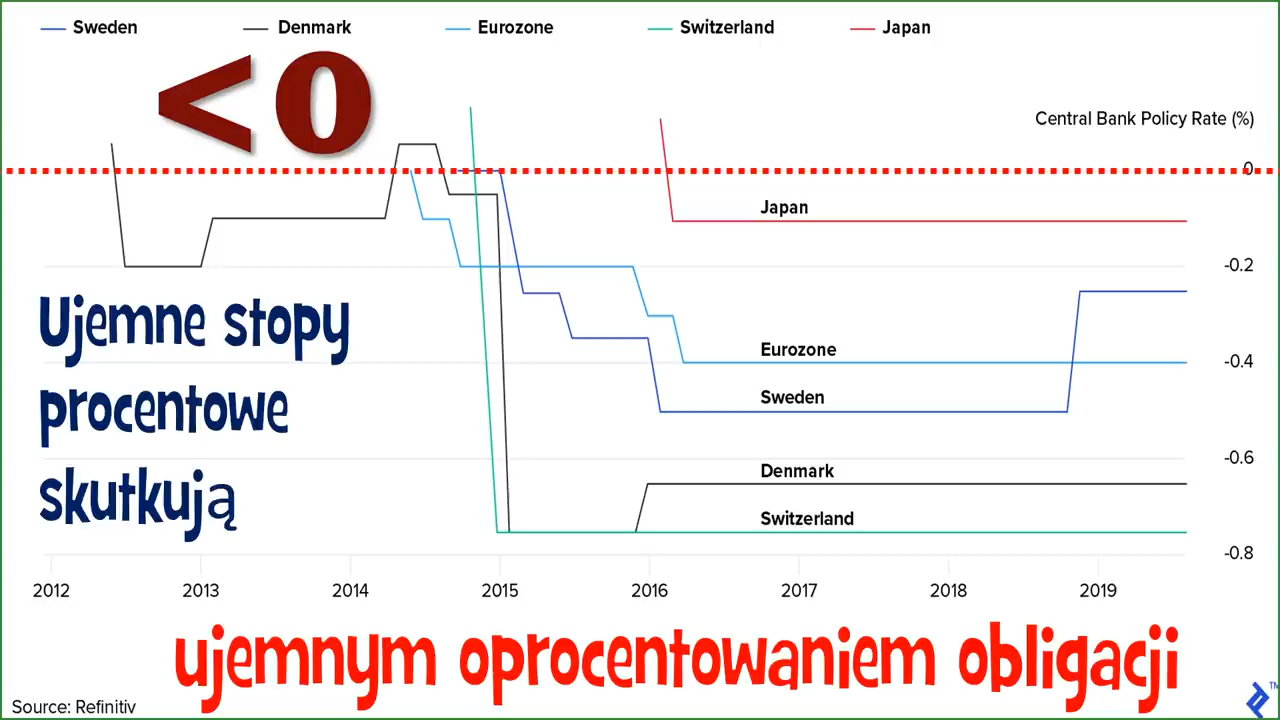 Sweden Denmark Eurozone Switzerland Japan
<0
Central Bank Policy Rate (%)
0
Japan
-0.2
Ujemne stopy
procentowe
skutkują
Eurozone
-0.4
Sweden
-0.6
Denmark
Switzerland
-0.8
2012 2013 2014 2015 2016 2017 2018 2019
ujemnym oprocentowaniem obligacji
Source: Refinitiv
TM